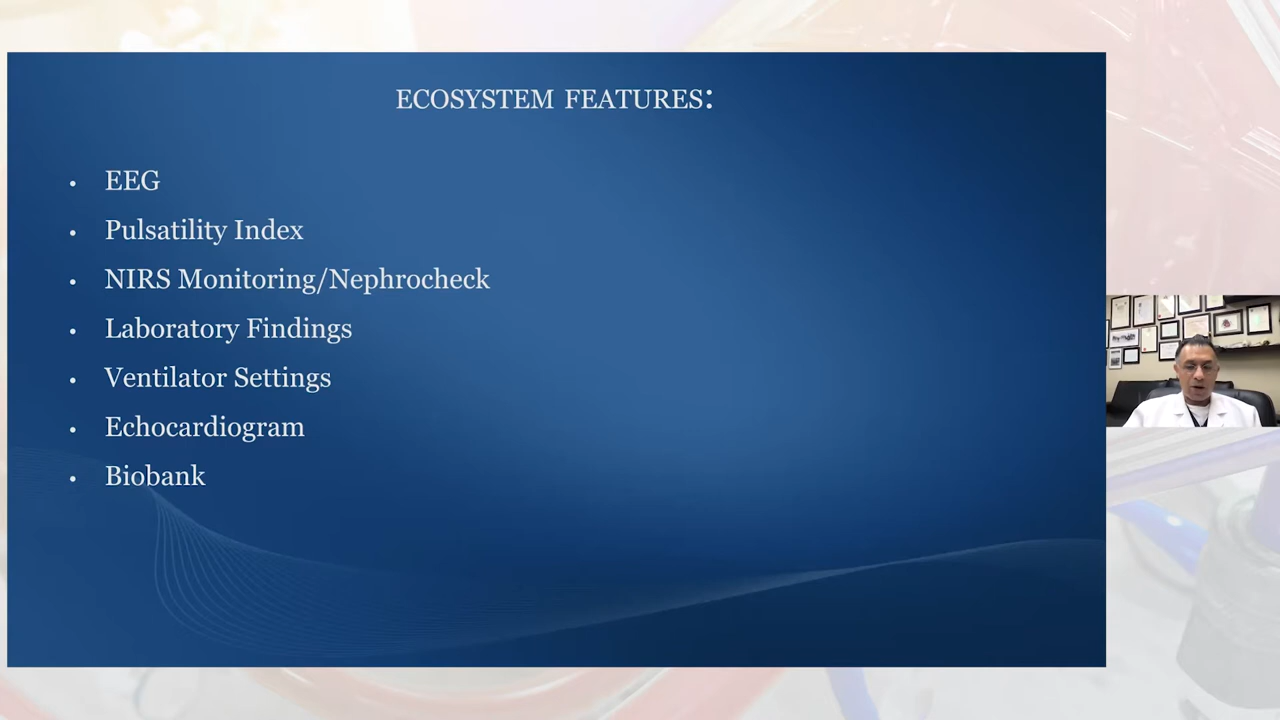 ECOSYSTEM FEATURES:
• EEG
• Pulsatility Index
• NIRS Monitoring/Nephrocheck
• Laboratory Findings
• Ventilator Settings
• Echocardiogram
• Biobank